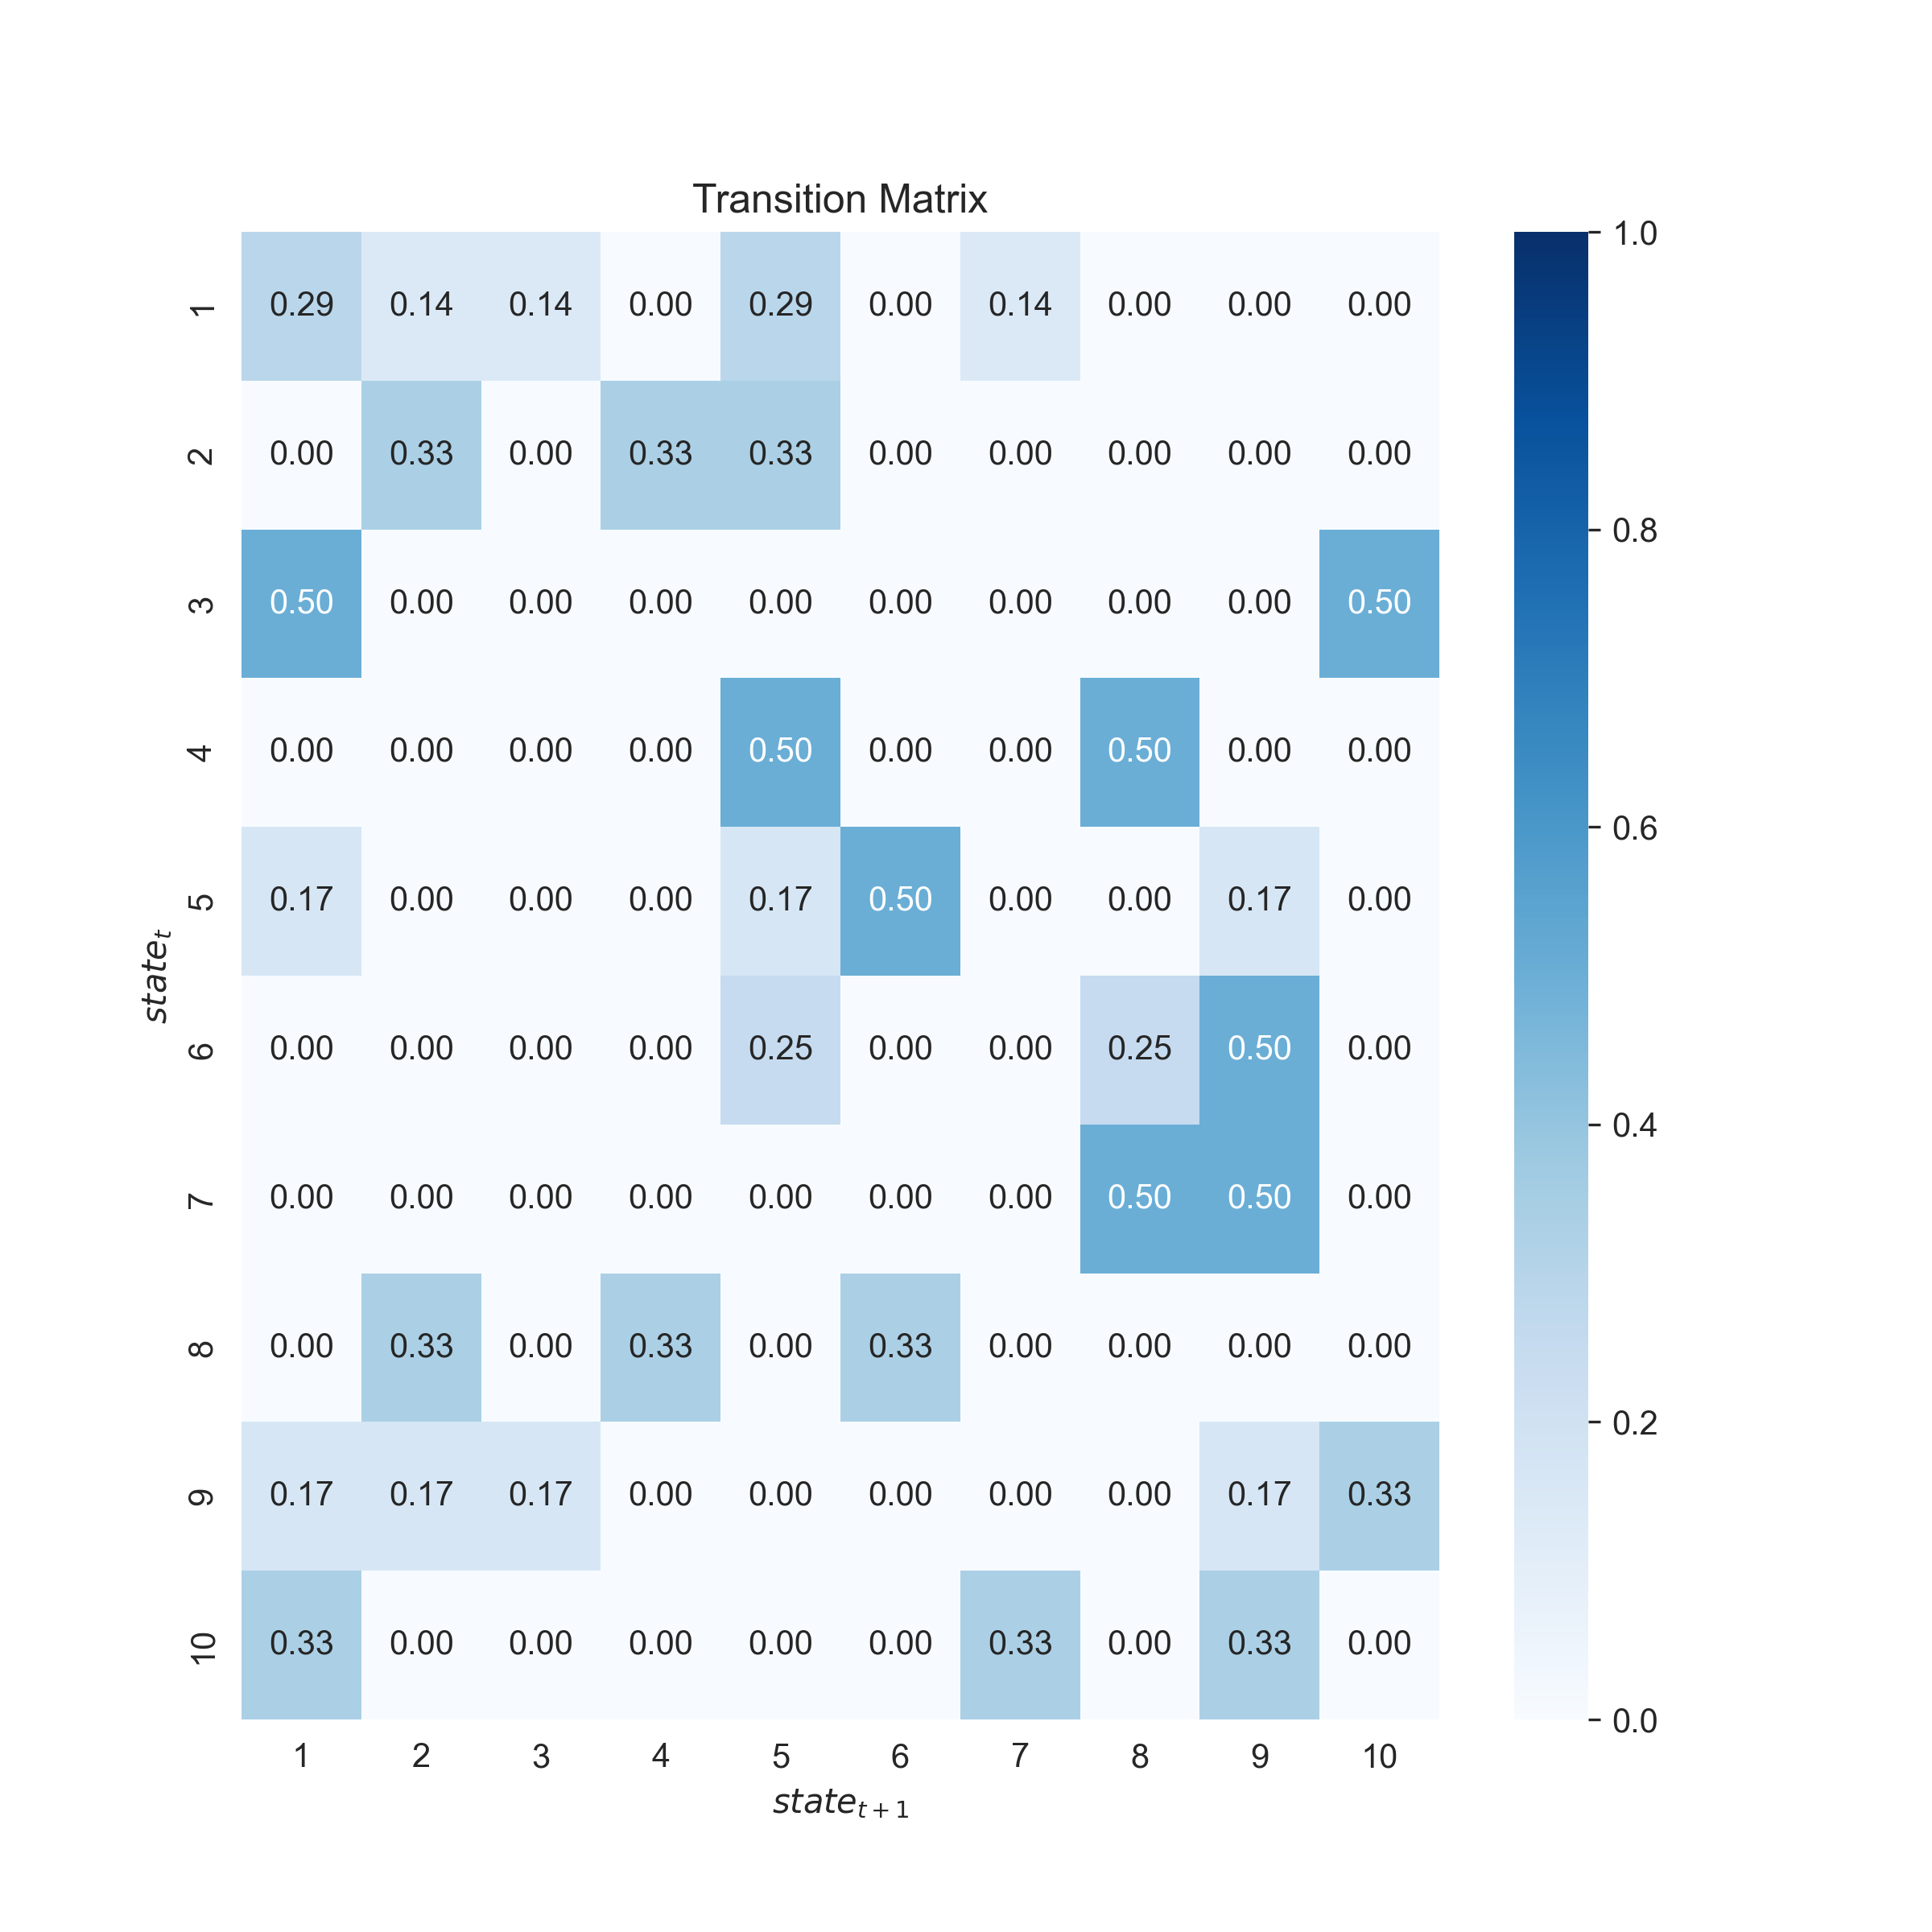 Transition Matrix
1 0.29 0.14 0.14 0.00 0.29 0.00 0.14 0.00 0.00 0.00
2 0.00 0.33 0.00 0.33 0.33 0.00 0.00 0.00 0.00 0.00
3 0.50 0.00 0.00 0.00 0.00 0.00 0.00 0.00 0.00 0.50
4 0.00 0.00 0.00 0.00 0.50 0.00 0.00 0.50 0.00 0.00
5 0.17 0.00 0.00 0.00 0.17 0.50 0.00 0.00 0.17 0.00
6 0.00 0.00 0.00 0.00 0.25 0.00 0.00 0.25 0.50 0.00
7 0.00 0.00 0.00 0.00 0.00 0.00 0.00 0.50 0.50 0.00
8 0.00 0.33 0.00 0.33 0.00 0.33 0.00 0.00 0.00 0.00
9 0.17 0.17 0.17 0.00 0.00 0.00 0.00 0.00 0.17 0.33
10 0.33 0.00 0.00 0.00 0.00 0.00 0.33 0.00 0.33 0.00
1 2 3 4 5 6 7 8 9 10
state t+1
state t
1.0
0.8
0.6
0.4
0.2
0.0